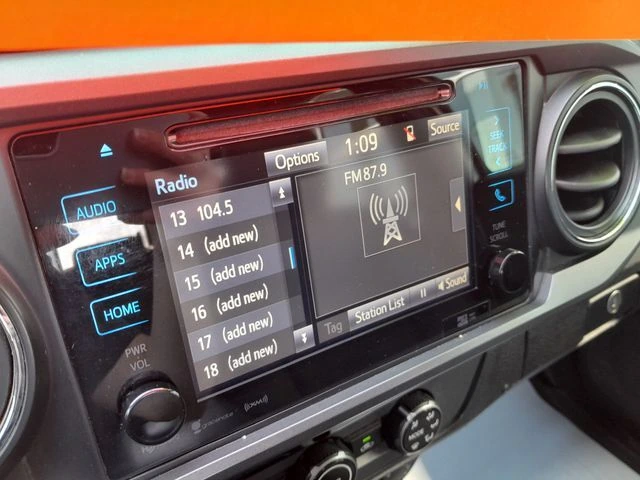 1:09
Options
Source
Radio
FM 87.9
13 104.5
14 (add new)
15 (add new)
16 (add new)
17 (add new)
18 (add new)
Tag
Station List
Sound
AUDIO
APPS
HOME
PWR
VOL
SEEK
TRACK
TUNE
SCROLL
gracenote
MODE